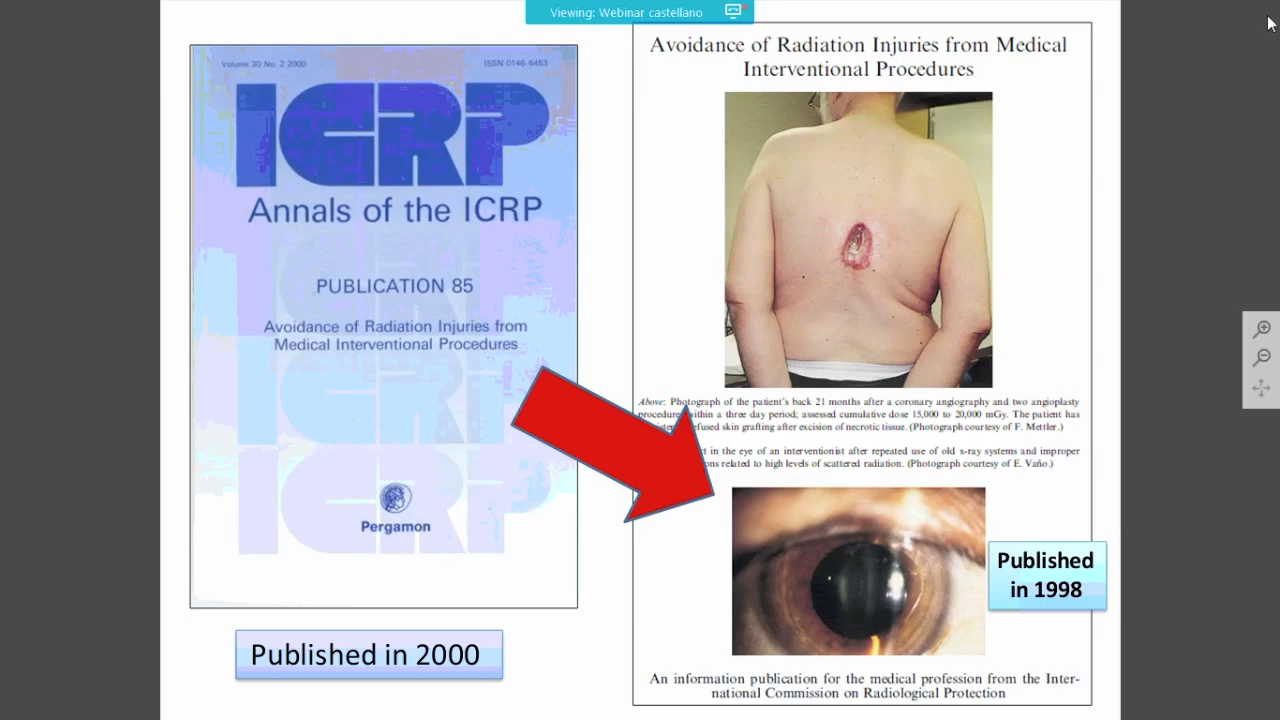 Viewing: Webinar castellano
Volume 30 No. 2 2000 ISSN 0146-6453
ICRP
Annals of the ICRP
PUBLICATION 85
Avoidance of Radiation Injuries from
Medical Interventional Procedures
Pergamon
Published in 2000
Avoidance of Radiation Injuries from Medical
Interventional Procedures
Above: Photograph of the patient's back 21 months after a coronary angiography and two angioplasty
procedures within a three day period; assessed cumulative dose 15,000 to 20,000 mGy. The patient has
refused skin grafting after excision of necrotic tissue. (Photograph courtesy of F. Mettler.)
in the eye of an interventionist after repeated use of old x-ray systems and improper
related to high levels of scattered radiation. (Photograph courtesy of E. Vaño.)
Published
in 1998
An information publication for the medical profession from the Inter-
national Commission on Radiological Protection